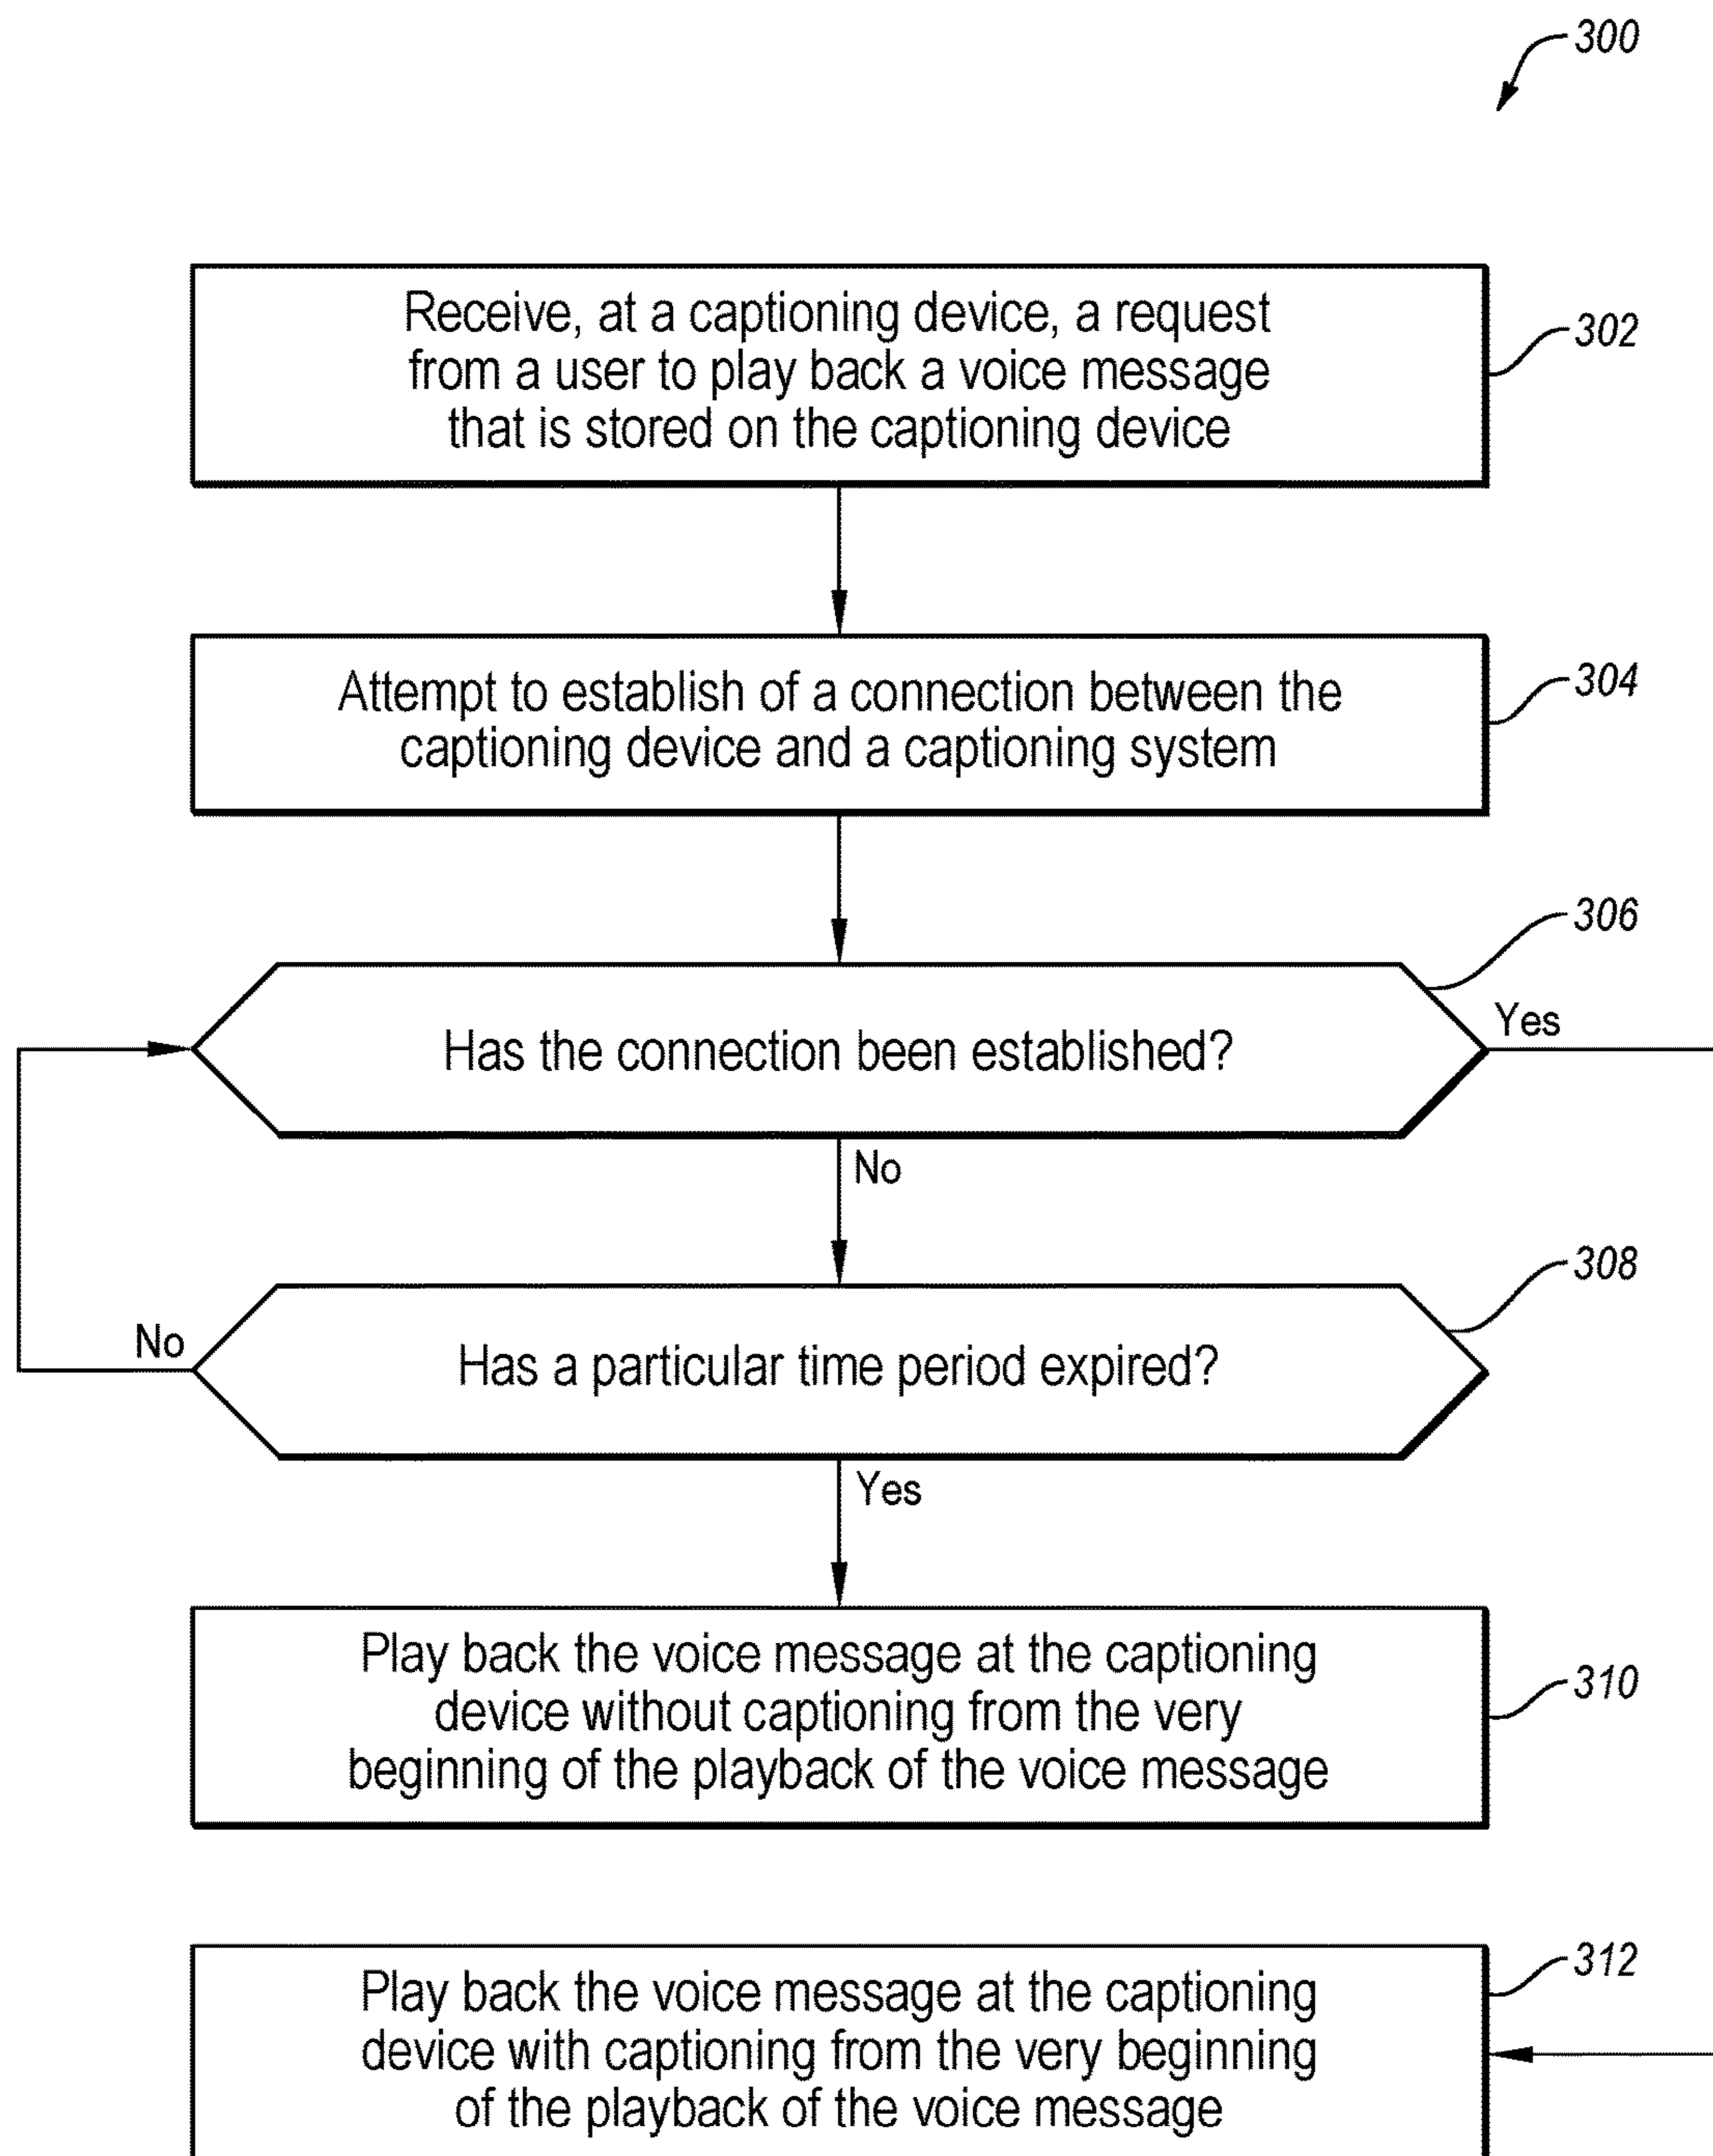 300
Receive, at a captioning device, a request
from a user to play back a voice message
that is stored on the captioning device
302
Attempt to establish of a connection between the
captioning device and a captioning system
304
306
Has the connection been established?
Yes
No
308
Has a particular time period expired?
No
Yes
Play back the voice message at the captioning
device without captioning from the very
beginning of the playback of the voice message
310
Play back the voice message at the captioning
device with captioning from the very beginning
of the playback of the voice message
312